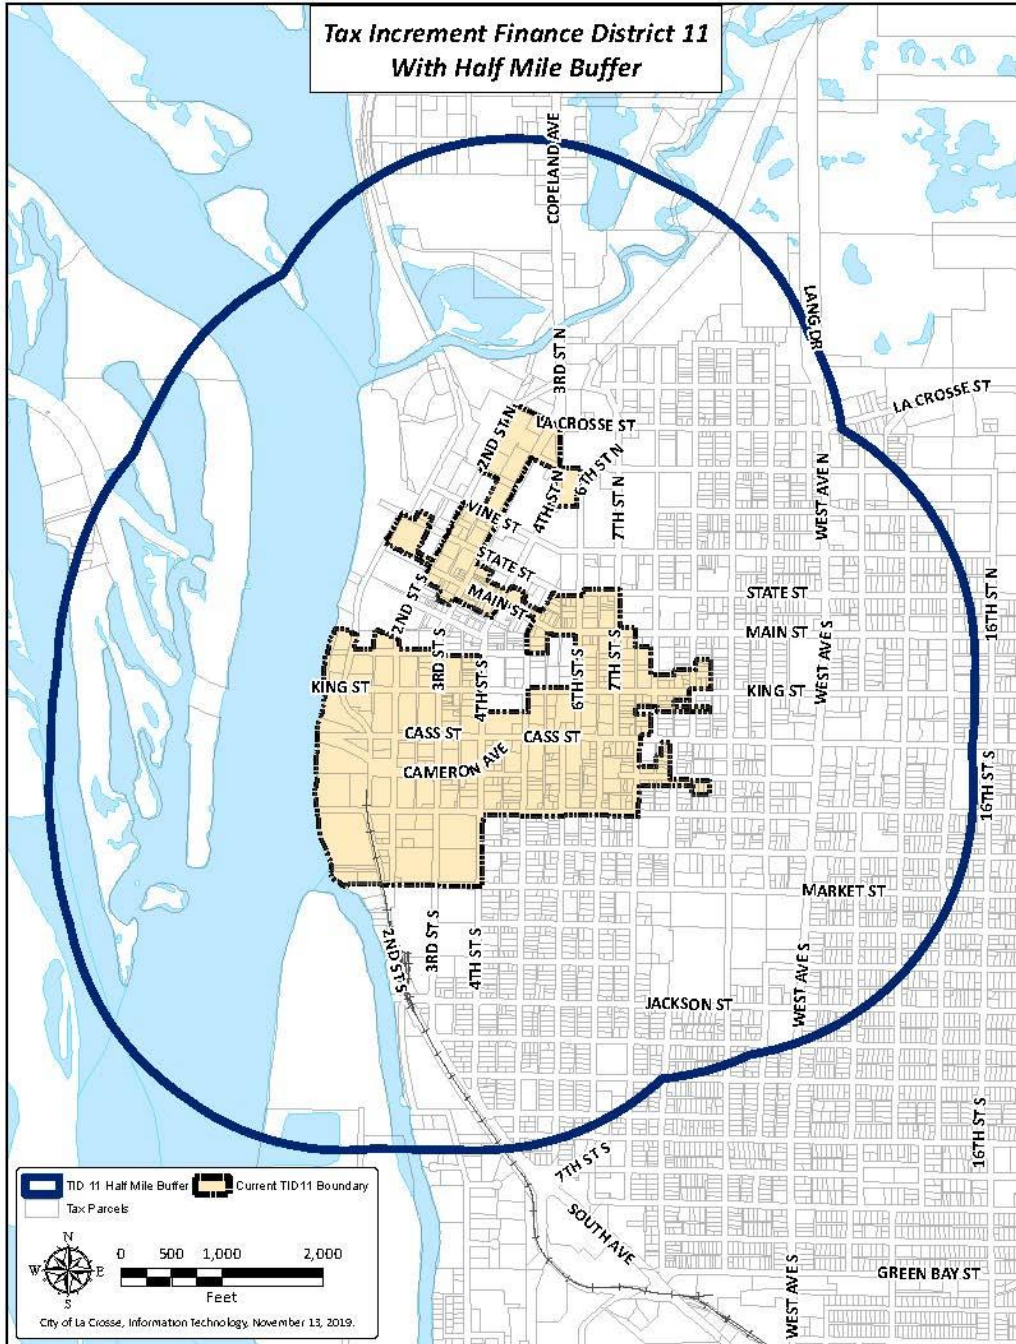 Tax Increment Finance District 11
With Half Mile Buffer
COPELAND AVE
LANG DR
3RD ST N
LA CROSSE ST
2ND ST N
LA CROSSE ST
6TH ST N
4TH ST N
7TH ST N
WEST AVE N
VINE ST
STATE ST
2ND ST S
MAIN ST
STATE ST
16TH ST N
MAIN ST
WEST AVE S
3RD ST S
4TH ST S
6TH ST S
7TH ST S
KING ST
KING ST
CASS ST
CASS ST
CAMERON AVE
16TH ST S
MARKET ST
2ND ST S
3RD ST S
4TH ST S
WEST AVE S
JACKSON ST
16TH ST S
7TH ST S
SOUTH AVE
WEST AVE S
GREEN BAY ST
TID 11 Half Mile Buffer
Current TID 11 Boundary
Tax Parcels
N
W
E
S
0 500 1,000 2,000
Feet
City of La Crosse, Information Technology, November 13, 2019.